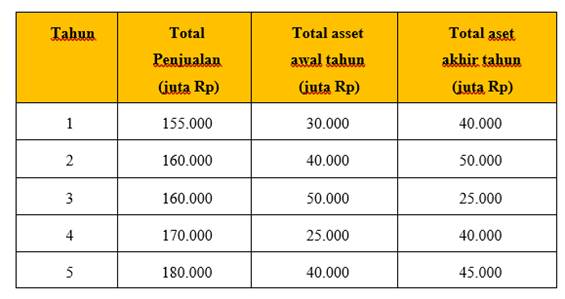 Tahun Total Penjualan (juta Rp) Total asset awal tahun (juta Rp) Total aset akhir tahun (juta Rp)
1 155.000 30.000 40.000
2 160.000 40.000 50.000
3 160.000 50.000 25.000
4 170.000 25.000 40.000
5 180.000 40.000 45.000